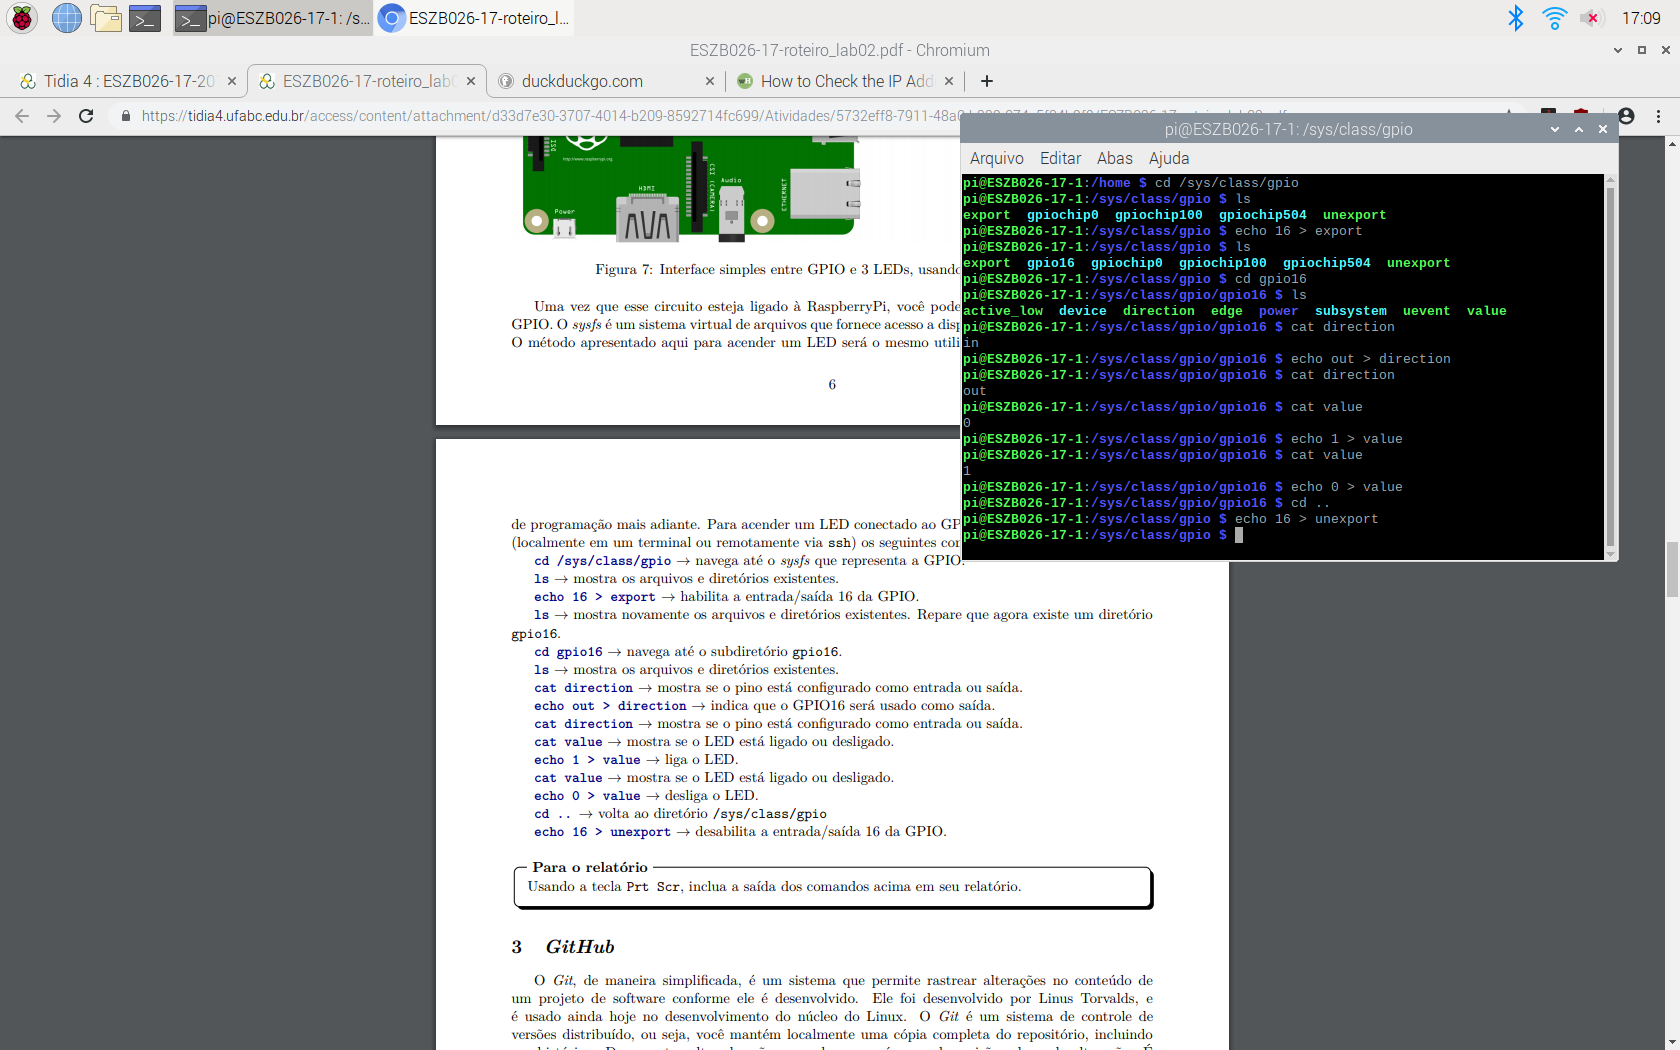 pi@ESZB026-17-1: /s...
ESZB026-17-roteiro_l...
17:09
ESZB026-17-roteiro_lab02.pdf - Chromium
Tidia 4 : ESZB026-17-20
ESZB026-17-roteiro_lab0
duckduckgo.com
How to Check the IP Add
https://tidia4.ufabc.edu.br/access/content/attachment/d33d7e30-3707-4014-b209-8592714fc699/Atividades/5732eff8-7911-48a0
http://www.raspberrypi.org
DSI
HDMI
CSI (CAMERA)
Audio
ETHERNET
Power
Figura 7: Interface simples entre GPIO e 3 LEDs, usando
Uma vez que esse circuito esteja ligado à RaspberryPi, você pode
GPIO. O sysfs é um sistema virtual de arquivos que fornece acesso a disp
O método apresentado aqui para acender um LED será o mesmo utili
6
de programação mais adiante. Para acender um LED conectado ao GP
(localmente em um terminal ou remotamente via ssh) os seguintes con
cd /sys/class/gpio → navega até o sysfs que representa a GPIO.
ls → mostra os arquivos e diretórios existentes.
echo 16 > export → habilita a entrada/saída 16 da GPIO.
ls → mostra novamente os arquivos e diretórios existentes. Repare que agora existe um diretório
gpio16.
cd gpio16 → navega até o subdiretório gpio16.
ls → mostra os arquivos e diretórios existentes.
cat direction → mostra se o pino está configurado como entrada ou saída.
echo out > direction → indica que o GPIO16 será usado como saída.
cat direction → mostra se o pino está configurado como entrada ou saída.
cat value → mostra se o LED está ligado ou desligado.
echo 1 > value → liga o LED.
cat value → mostra se o LED está ligado ou desligado.
echo 0 > value → desliga o LED.
cd .. → volta ao diretório /sys/class/gpio
echo 16 > unexport → desabilita a entrada/saída 16 da GPIO.
Para o relatório
Usando a tecla Prt Scr, inclua a saída dos comandos acima em seu relatório.
3 GitHub
O Git, de maneira simplificada, é um sistema que permite rastrear alterações no conteúdo de
um projeto de software conforme ele é desenvolvido. Ele foi desenvolvido por Linus Torvalds, e
é usado ainda hoje no desenvolvimento do núcleo do Linux. O Git é um sistema de controle de
versões distribuído, ou seja, você mantém localmente uma cópia completa do repositório, incluindo
pi@ESZB026-17-1: /sys/class/gpio
Arquivo Editar Abas Ajuda
pi@ESZB026-17-1:/home $ cd /sys/class/gpio
pi@ESZB026-17-1:/sys/class/gpio $ ls
export gpiochip0 gpiochip100 gpiochip504 unexport
pi@ESZB026-17-1:/sys/class/gpio $ echo 16 > export
pi@ESZB026-17-1:/sys/class/gpio $ ls
export gpio16 gpiochip0 gpiochip100 gpiochip504 unexport
pi@ESZB026-17-1:/sys/class/gpio $ cd gpio16
pi@ESZB026-17-1:/sys/class/gpio/gpio16 $ ls
active_low device direction edge power subsystem uevent value
pi@ESZB026-17-1:/sys/class/gpio/gpio16 $ cat direction
in
pi@ESZB026-17-1:/sys/class/gpio/gpio16 $ echo out > direction
pi@ESZB026-17-1:/sys/class/gpio/gpio16 $ cat direction
out
pi@ESZB026-17-1:/sys/class/gpio/gpio16 $ cat value
0
pi@ESZB026-17-1:/sys/class/gpio/gpio16 $ echo 1 > value
pi@ESZB026-17-1:/sys/class/gpio/gpio16 $ cat value
1
pi@ESZB026-17-1:/sys/class/gpio/gpio16 $ echo 0 > value
pi@ESZB026-17-1:/sys/class/gpio/gpio16 $ cd ..
pi@ESZB026-17-1:/sys/class/gpio $ echo 16 > unexport
pi@ESZB026-17-1:/sys/class/gpio $